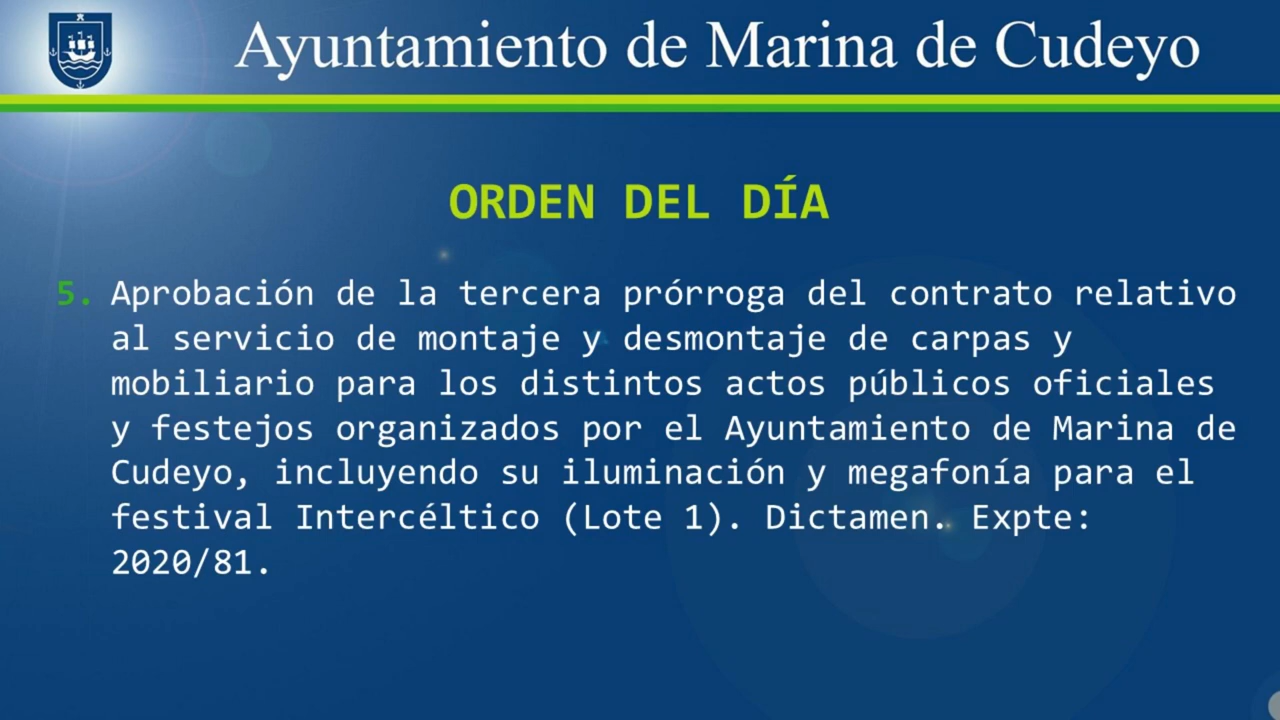 Ayuntamiento de Marina de Cudeyo
ORDEN DEL DÍA
5. Aprobación de la tercera prórroga del contrato relativo
al servicio de montaje y desmontaje de carpas y
mobiliario para los distintos actos públicos oficiales
y festejos organizados por el Ayuntamiento de Marina de
Cudeyo, incluyendo su iluminación y megafonía para el
festival Intercéltico (Lote 1). Dictamen. Expte:
2020/81.